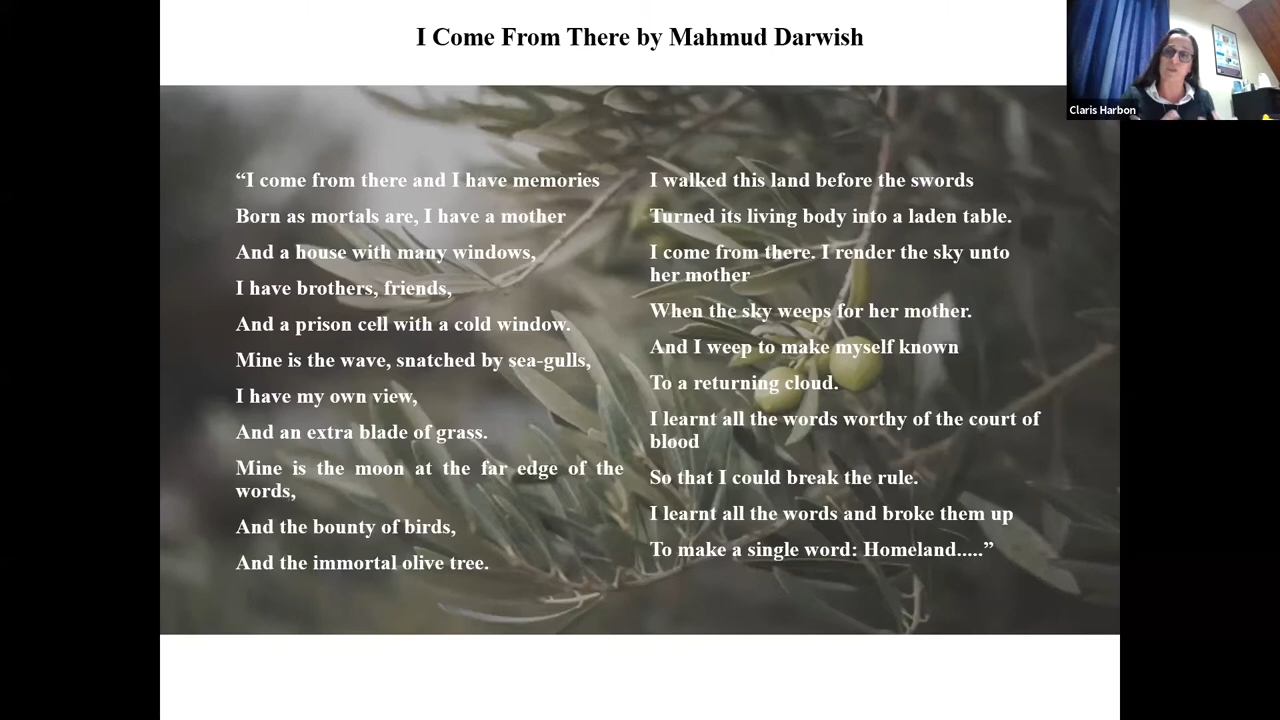 I Come From There by Mahmud Darwish
Claris Harbon
“I come from there and I have memories
Born as mortals are, I have a mother
And a house with many windows,
I have brothers, friends,
And a prison cell with a cold window.
Mine is the wave, snatched by sea-gulls,
I have my own view,
And an extra blade of grass.
Mine is the moon at the far edge of the
words,
And the bounty of birds,
And the immortal olive tree.
I walked this land before the swords
Turned its living body into a laden table.
I come from there. I render the sky unto
her mother
When the sky weeps for her mother.
And I weep to make myself known
To a returning cloud.
I learnt all the words worthy of the court of
blood
So that I could break the rule.
I learnt all the words and broke them up
To make a single word: Homeland.....”